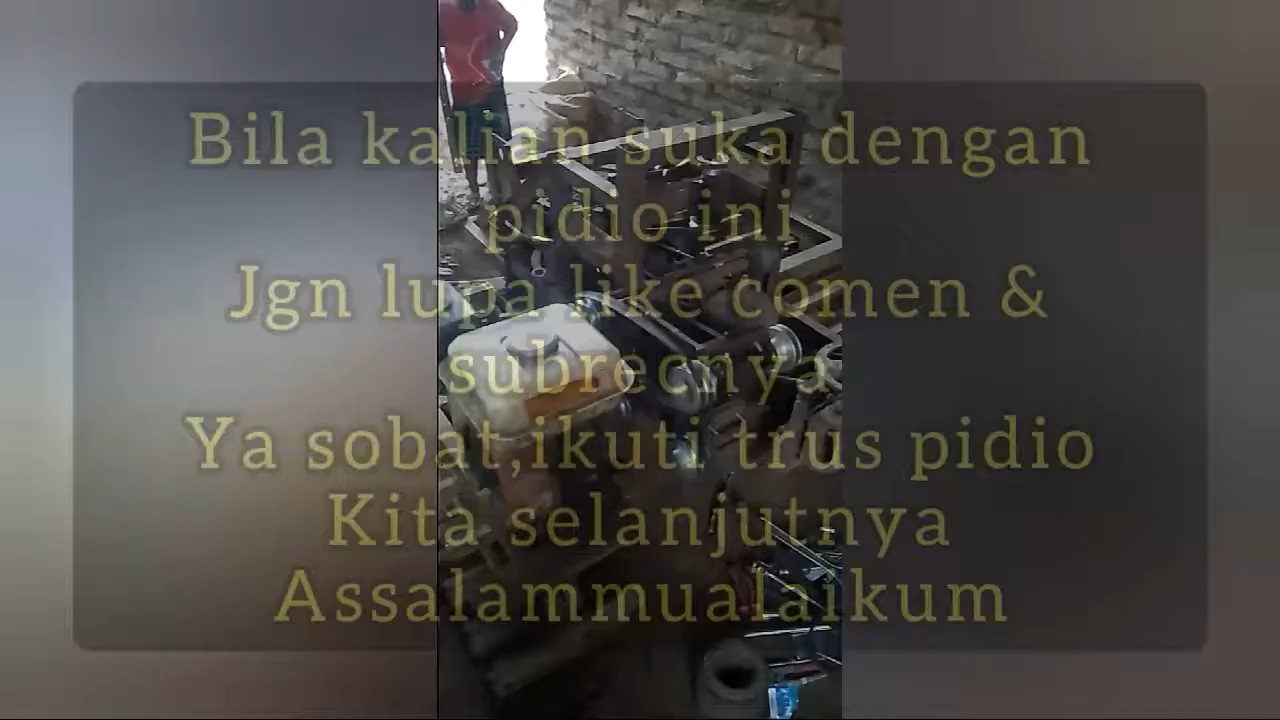 Bila kalian suka dengan
pidio ini
Jgn lupa like comen &
subrecnya
Ya sobat,ikuti trus pidio
Kita selanjutnya
Assalammualaikum